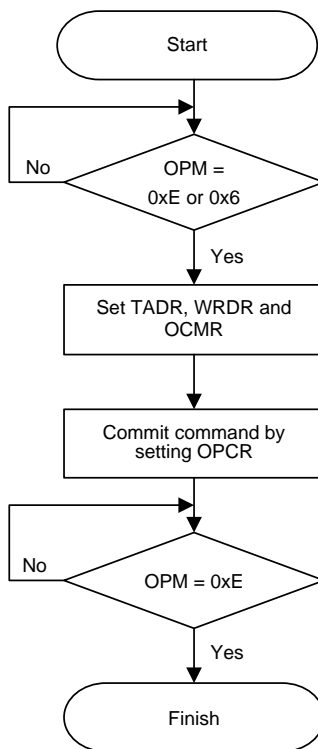 Start
No
OPM =
0xE or 0x6
Yes
Set TADR, WRDR and
OCMR
Commit command by
setting OPCR
No
OPM = 0xE
Yes
Finish